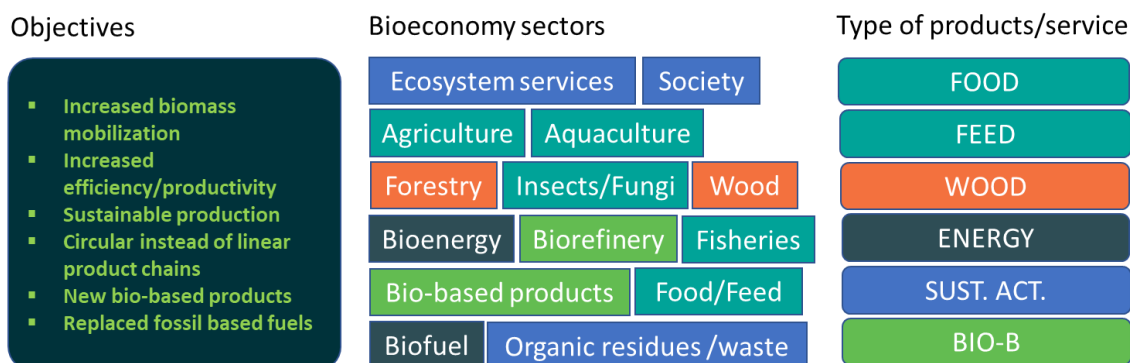 Objectives
Increased biomass
mobilization
Increased
efficiency/productivity
Sustainable production
Circular instead of linear
product chains
New bio-based products
Replaced fossil based fuels
Bioeconomy sectors
Ecosystem services
Society
Agriculture
Aquaculture
Forestry
Insects/Fungi
Wood
Bioenergy
Biorefinery
Fisheries
Bio-based products
Food/Feed
Biofuel
Organic residues /waste
Type of products/service
FOOD
FEED
WOOD
ENERGY
SUST. ACT.
BIO-B